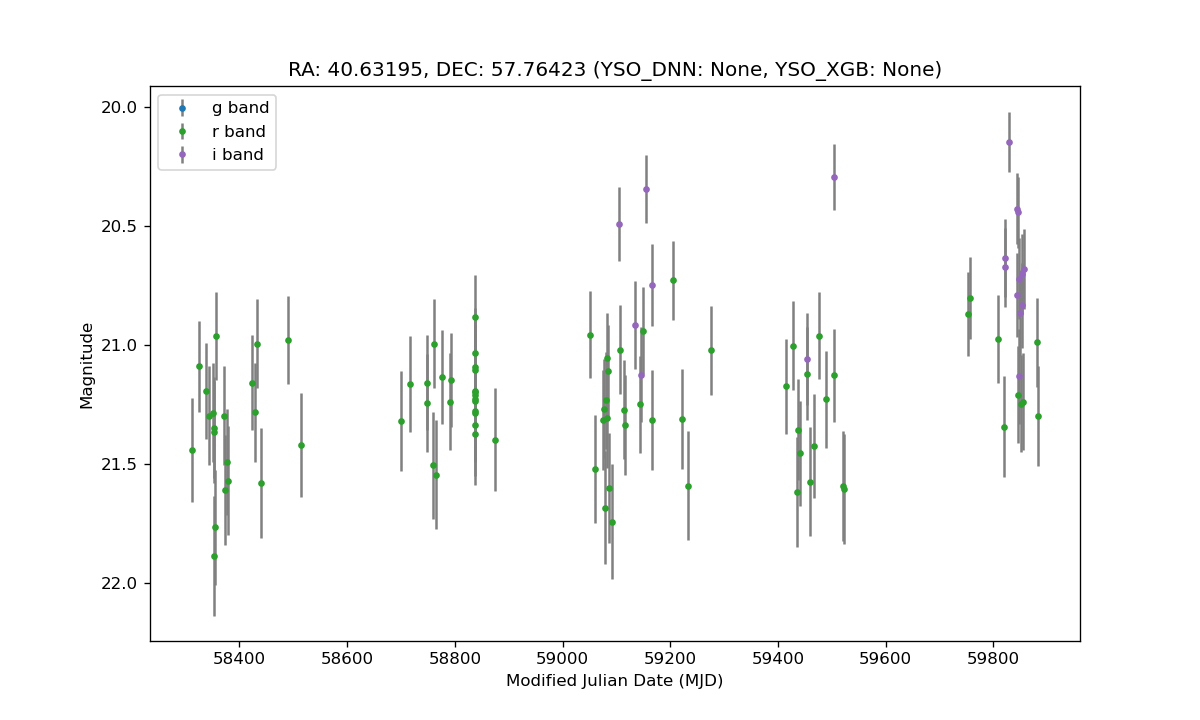 RA: 40.63195, DEC: 57.76423 (YSO_DNN: None, YSO_XGB: None)
g band
r band
i band
20.0
20.5
21.0
21.5
22.0
Magnitude
58400 58600 58800 59000 59200 59400 59600 59800
Modified Julian Date (MJD)